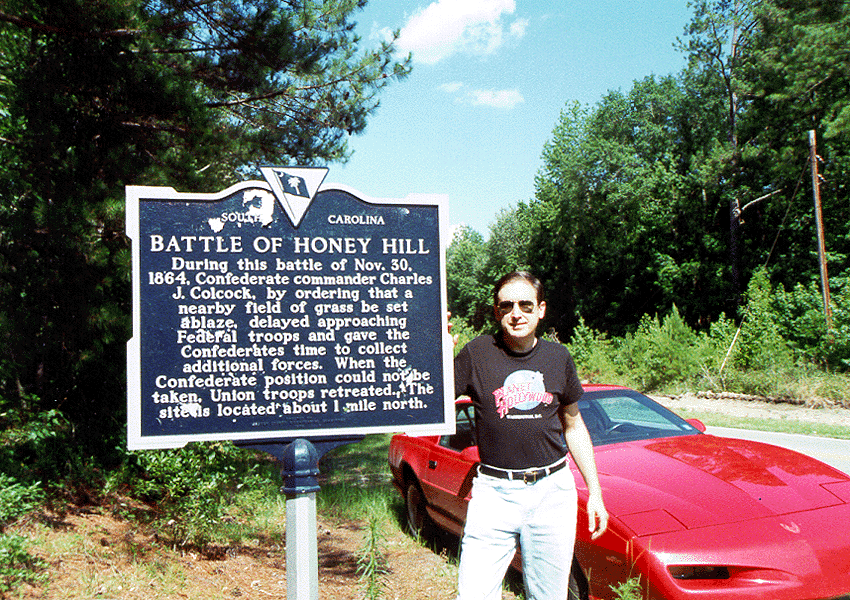 SOUTH CAROLINA
BATTLE OF HONEY HILL
During this battle of Nov. 30,
1864, Confederate commander Charles
J. Colcock, by ordering that a
nearby field of grass be set
ablaze, delayed approaching
Federal troops and gave the
Confederates time to collect
additional forces. When the
Confederate position could not be
taken, Union troops retreated. The
site is located about 1 mile north.
PLANET
HOLLYWOOD